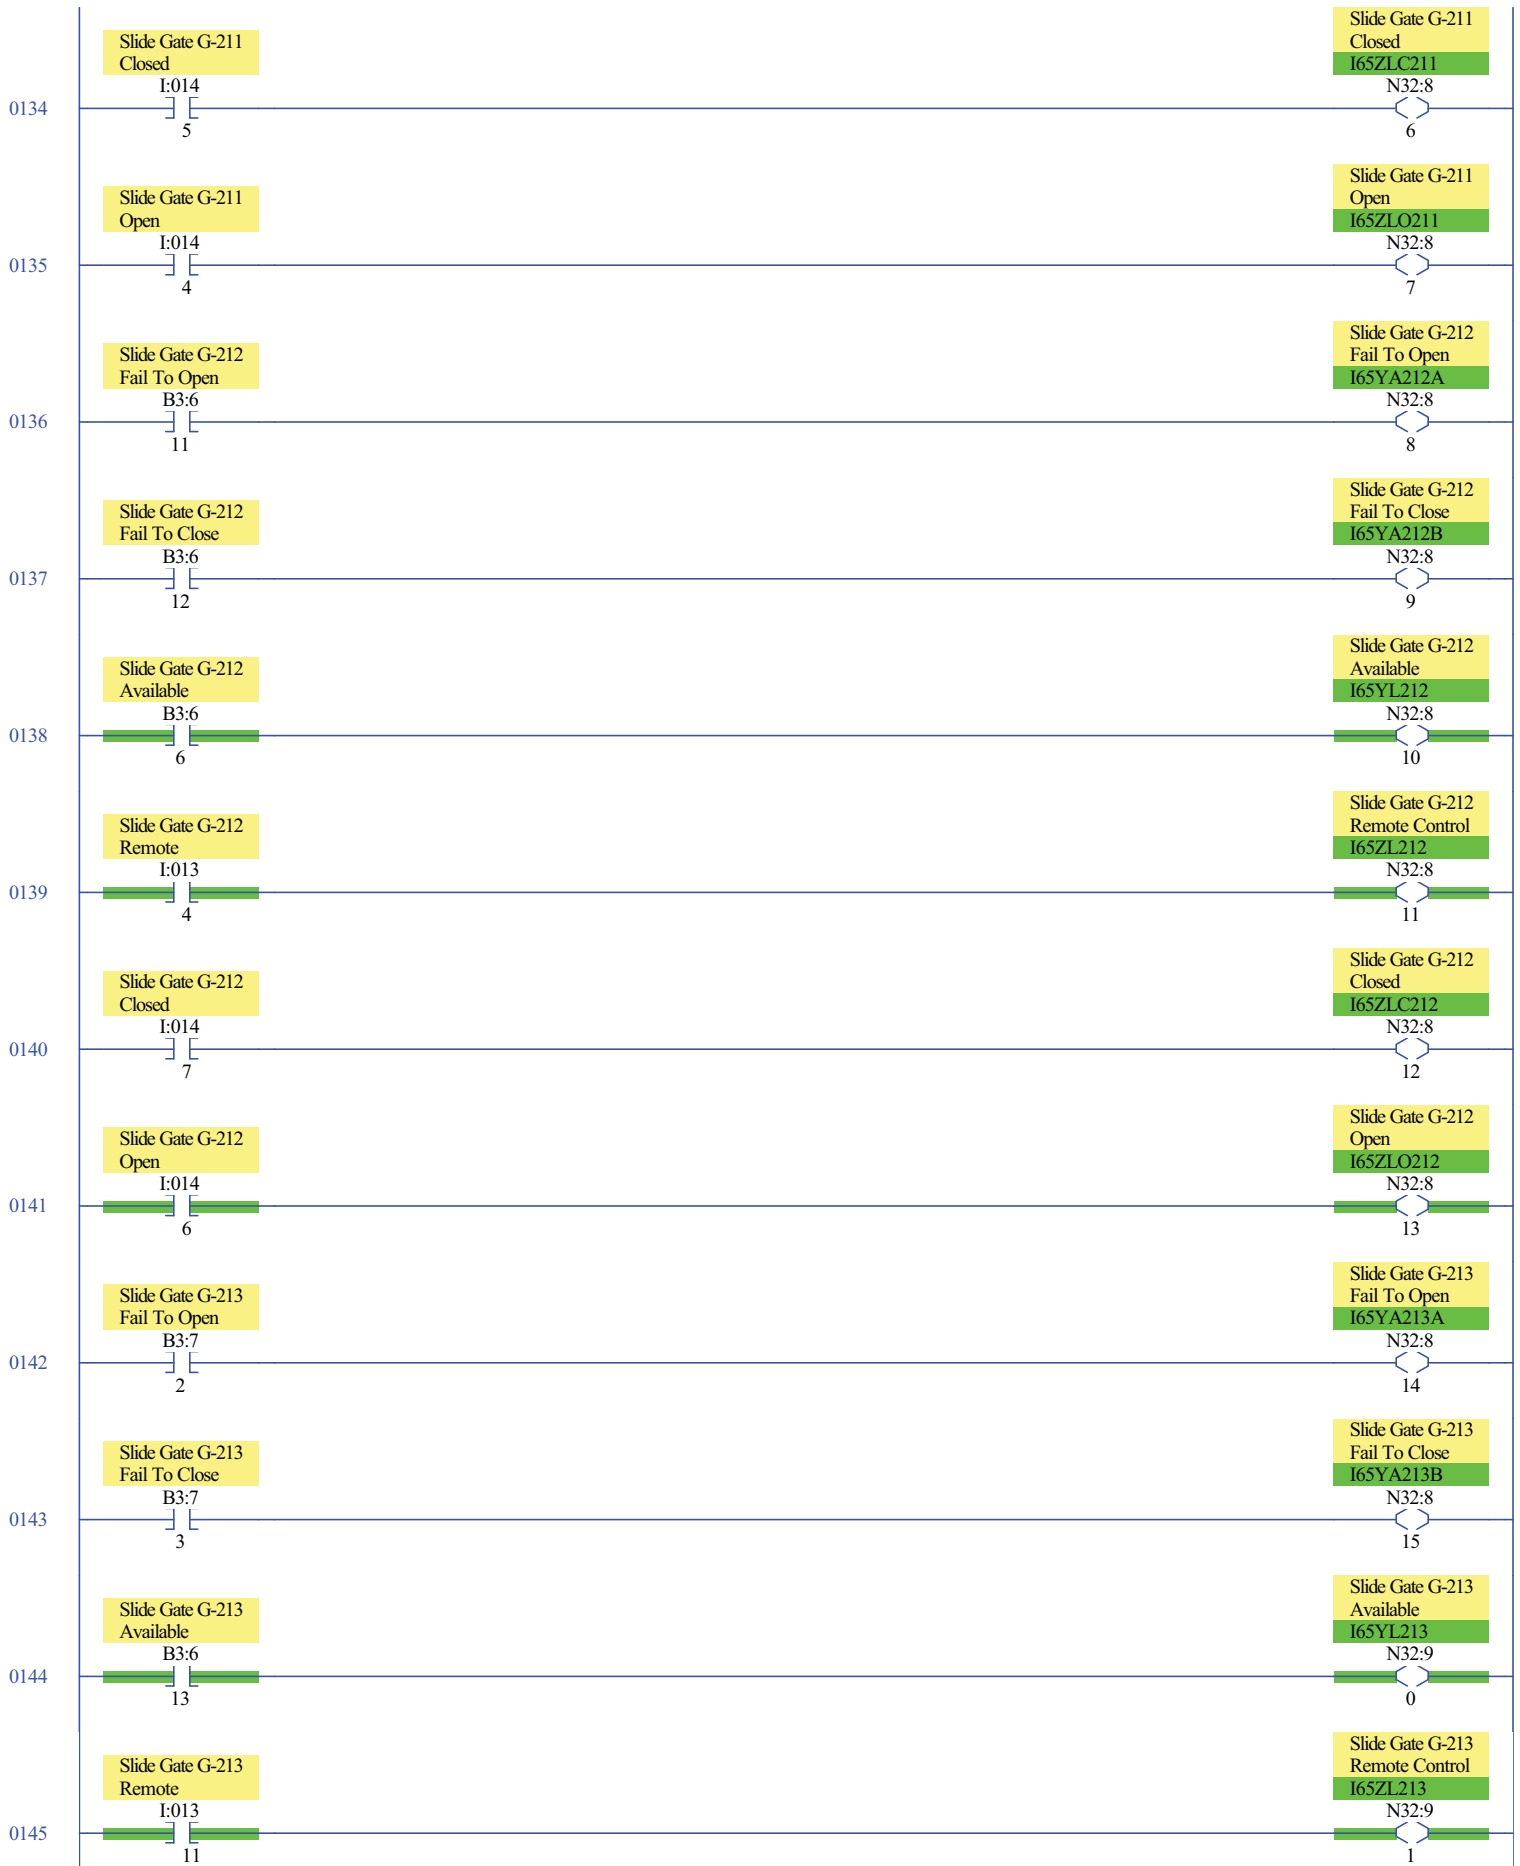 Slide Gate G-211
Closed
I:014
5
Slide Gate G-211
Closed
I65ZLC211
N32:8
6
0134
Slide Gate G-211
Open
I:014
4
Slide Gate G-211
Open
I65ZLO211
N32:8
7
0135
Slide Gate G-212
Fail To Open
B3:6
11
Slide Gate G-212
Fail To Open
I65YA212A
N32:8
8
0136
Slide Gate G-212
Fail To Close
B3:6
12
Slide Gate G-212
Fail To Close
I65YA212B
N32:8
9
0137
Slide Gate G-212
Available
B3:6
6
Slide Gate G-212
Available
I65YL212
N32:8
10
0138
Slide Gate G-212
Remote
I:013
4
Slide Gate G-212
Remote Control
I65ZL212
N32:8
11
0139
Slide Gate G-212
Closed
I:014
7
Slide Gate G-212
Closed
I65ZLC212
N32:8
12
0140
Slide Gate G-212
Open
I:014
6
Slide Gate G-212
Open
I65ZLO212
N32:8
13
0141
Slide Gate G-213
Fail To Open
B3:7
2
Slide Gate G-213
Fail To Open
I65YA213A
N32:8
14
0142
Slide Gate G-213
Fail To Close
B3:7
3
Slide Gate G-213
Fail To Close
I65YA213B
N32:8
15
0143
Slide Gate G-213
Available
B3:6
13
Slide Gate G-213
Available
I65YL213
N32:9
0
0144
Slide Gate G-213
Remote
I:013
11
Slide Gate G-213
Remote Control
I65ZL213
N32:9
1
0145